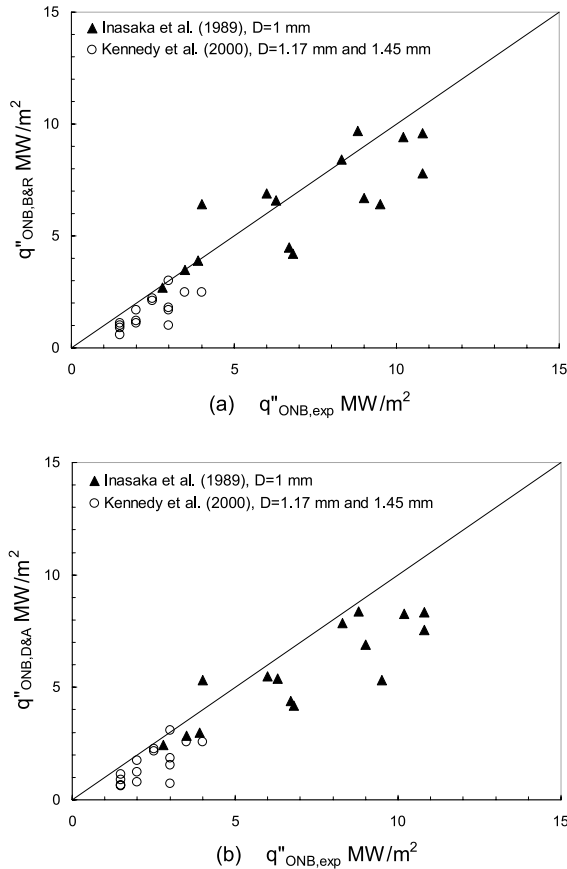 15
▲ Inasaka et al. (1989), D=1 mm
○ Kennedy et al. (2000), D=1.17 mm and 1.45 mm
10
q"ONB,B&R MW/m2
5
0
0 5 10 15
(a) q"ONB,exp MW/m2
15
▲ Inasaka et al. (1989), D=1 mm
○ Kennedy et al. (2000), D=1.17 mm and 1.45 mm
10
q"ONB,D&A MW/m2
5
0
0 5 10 15
(b) q"ONB,exp MW/m2